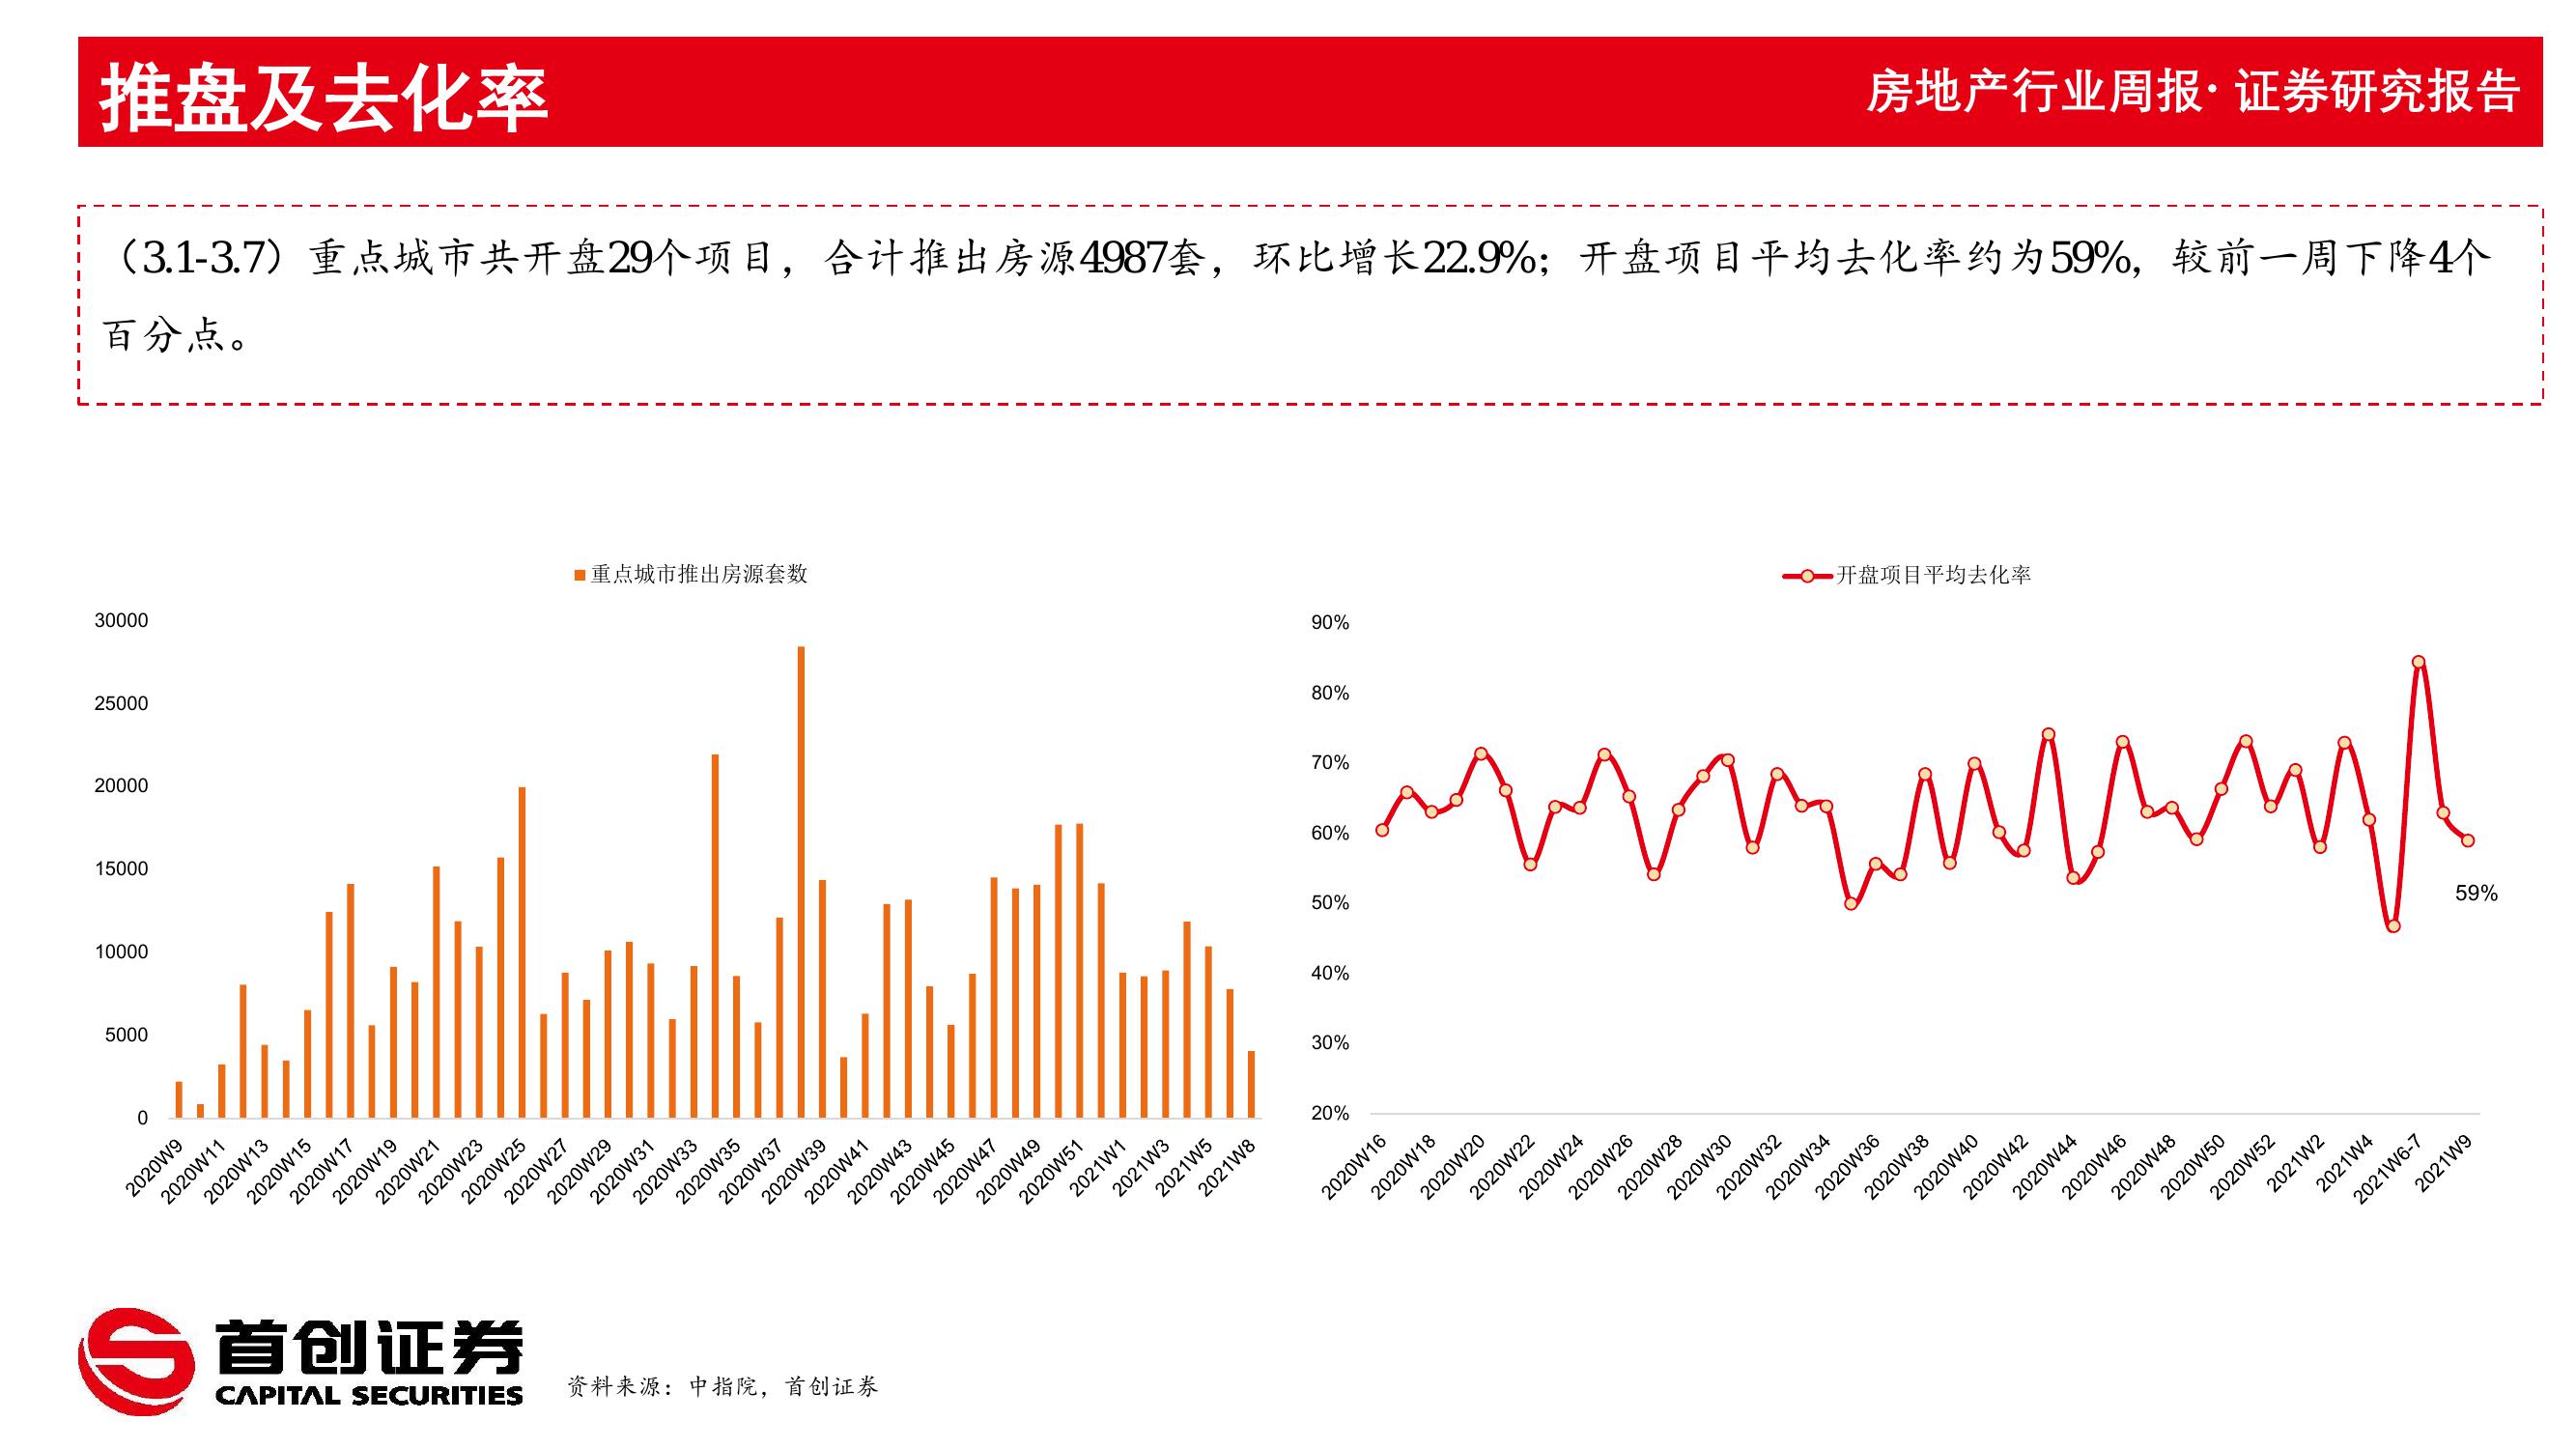 推盘及去化率
房地产行业周报· 证券研究报告
（3.1-3.7）重点城市共开盘29个项目，合计推出房源4987套，环比增长22.9%；开盘项目平均去化率约为59%，较前一周下降4个
百分点。
重点城市推出房源套数
30000
25000
20000
15000
10000
5000
0
2020W9
2020W11
2020W13
2020W15
2020W17
2020W19
2020W21
2020W23
2020W25
2020W27
2020W29
2020W31
2020W33
2020W35
2020W37
2020W39
2020W41
2020W43
2020W45
2020W47
2020W49
2020W51
2021W1
2021W3
2021W5
2021W8
开盘项目平均去化率
90%
80%
70%
60%
50%
40%
30%
20%
59%
2020W16
2020W18
2020W20
2020W22
2020W24
2020W26
2020W28
2020W30
2020W32
2020W34
2020W36
2020W38
2020W40
2020W42
2020W44
2020W46
2020W48
2020W50
2020W52
2021W2
2021W4
2021W6-7
2021W9
首创证券
CAPITAL SECURITIES
资料来源：中指院，首创证券